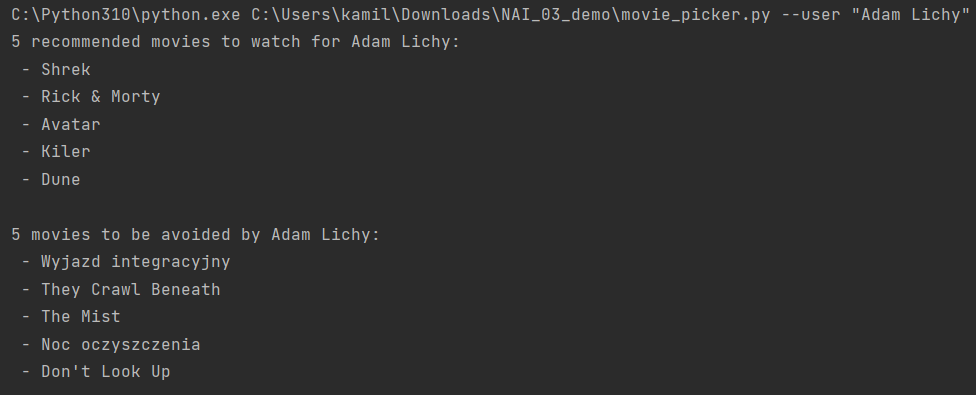 C:\Python310\python.exe C:\Users\kamil\Downloads\NAI_03_demo\movie_picker.py --user "Adam Lichy"
5 recommended movies to watch for Adam Lichy:
- Shrek
- Rick & Morty
- Avatar
- Kiler
- Dune
5 movies to be avoided by Adam Lichy:
- Wyjazd integracyjny
- They Crawl Beneath
- The Mist
- Noc oczyszczenia
- Don't Look Up